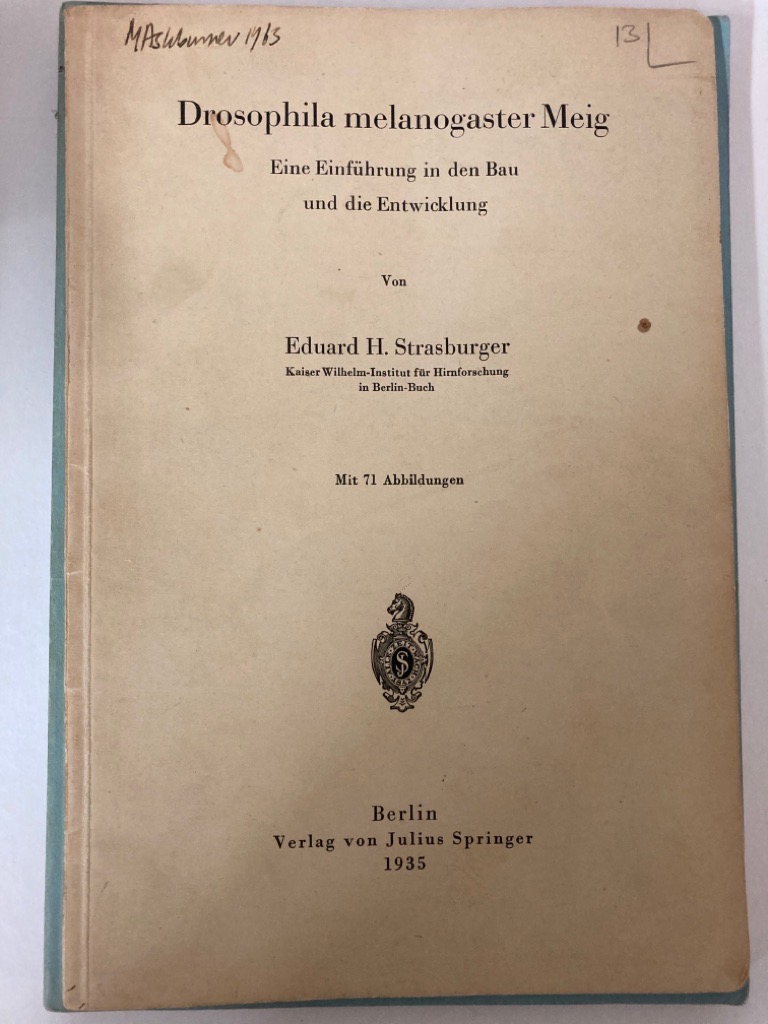 MAshburner 1963
13
Drosophila melanogaster Meig
Eine Einführung in den Bau
und die Entwicklung
Von
Eduard H. Strasburger
Kaiser Wilhelm-Institut für Hirnforschung
in Berlin-Buch
Mit 71 Abbildungen
Berlin
Verlag von Julius Springer
1935